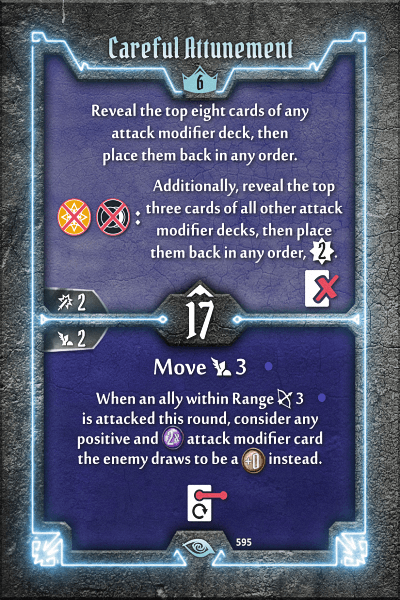 Careful Attunement
6
Reveal the top eight cards of any
attack modifier deck, then
place them back in any order.
Additionally, reveal the top
: three cards of all other attack
modifier decks, then place
them back in any order, 2.
2
17
2
Move 3
When an ally within Range 3
is attacked this round, consider any
positive and 2x attack modifier card
the enemy draws to be a +0 instead.
595